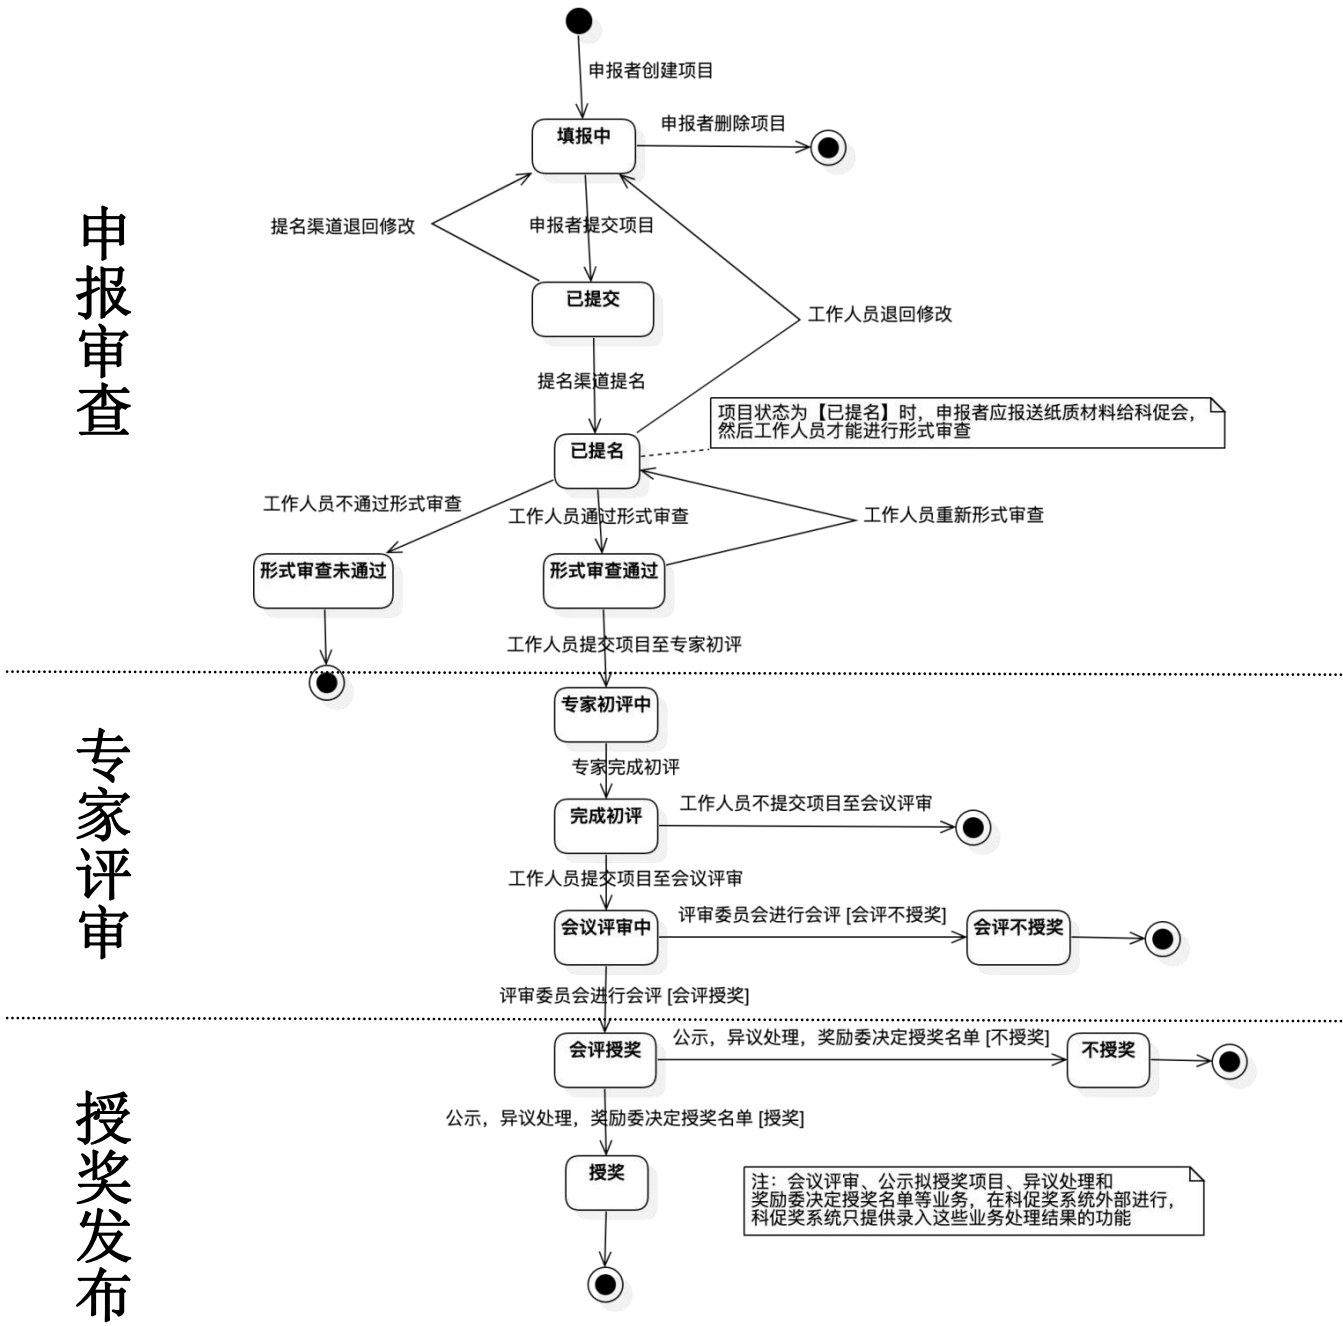 申报者创建项目
填报中
申报者删除项目
提名渠道退回修改
申报者提交项目
已提交
工作人员退回修改
提名渠道提名
项目状态为【已提名】时，申报者应报送纸质材料给科促会，
然后工作人员才能进行形式审查
已提名
工作人员不通过形式审查
工作人员通过形式审查
工作人员重新形式审查
形式审查未通过
形式审查通过
工作人员提交项目至专家初评
申报审查
专家初评中
专家完成初评
完成初评
工作人员不提交项目至会议评审
工作人员提交项目至会议评审
会议评审中
评审委员会进行会评 [会评不授奖]
会评不授奖
评审委员会进行会评 [会评授奖]
专家评审
会评授奖
公示，异议处理，奖励委决定授奖名单 [不授奖]
不授奖
公示，异议处理，奖励委决定授奖名单 [授奖]
授奖
注：会议评审、公示拟授奖项目、异议处理和
奖励委决定授奖名单等业务，在科促奖系统外部进行，
科促奖系统只提供录入这些业务处理结果的功能
授奖发布